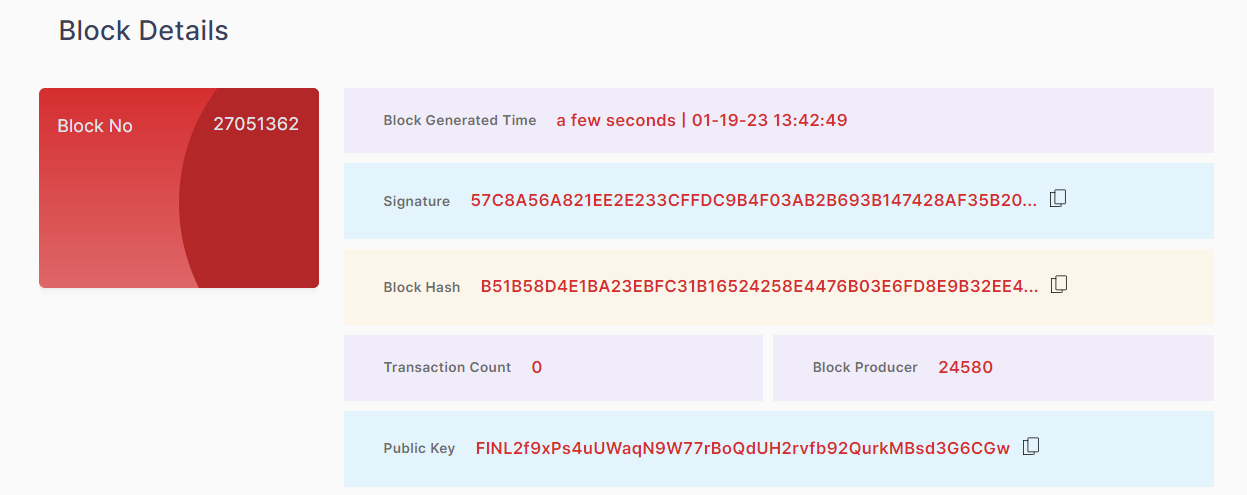 Block Details
Block No 27051362
Block Generated Time a few seconds | 01-19-23 13:42:49
Signature 57C8A56A821EE2E233CFFDC9B4F03AB2B693B147428AF35B20...
Block Hash B51B58D4E1BA23EBFC31B16524258E4476B03E6FD8E9B32EE4...
Transaction Count 0
Block Producer 24580
Public Key FINL2f9xPs4uUWaqN9W77rBoQdUH2rvfb92QurkMBsd3G6CGw